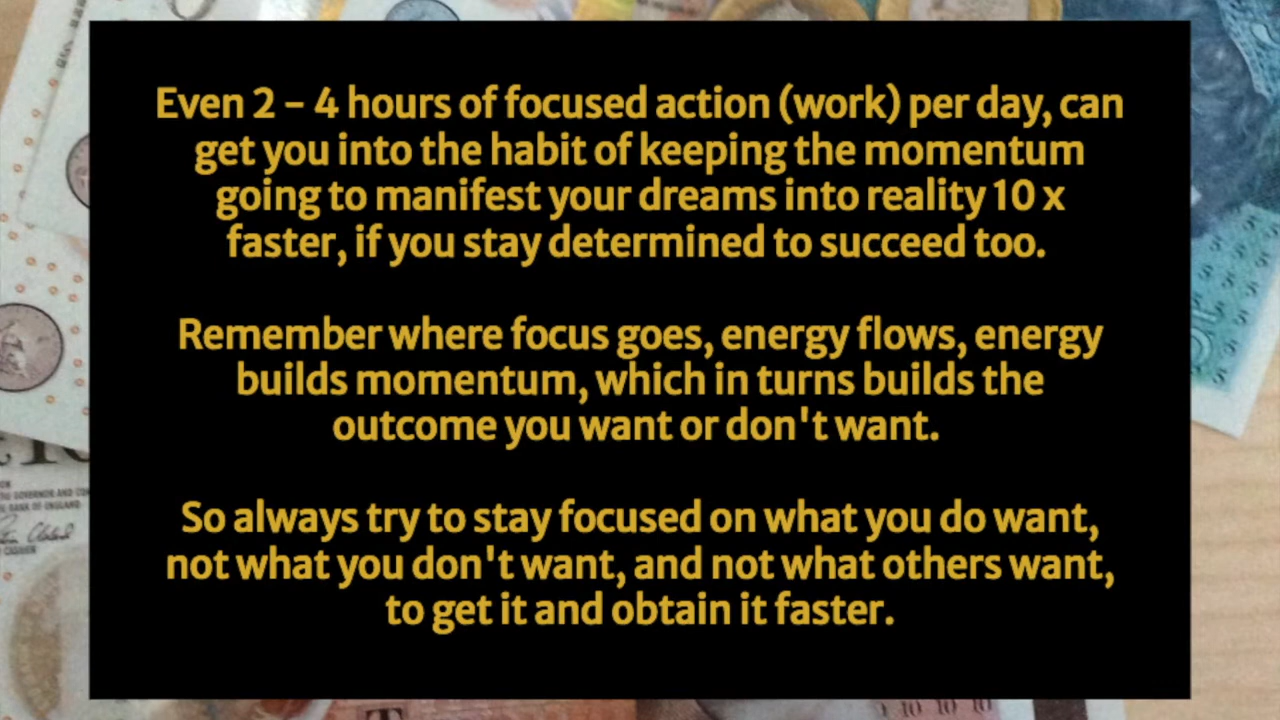 Even 2 – 4 hours of focused action (work) per day, can
get you into the habit of keeping the momentum
going to manifest your dreams into reality 10 x
faster, if you stay determined to succeed too.
Remember where focus goes, energy flows, energy
builds momentum, which in turns builds the
outcome you want or don't want.
So always try to stay focused on what you do want,
not what you don't want, and not what others want,
to get it and obtain it faster.
10 10 10